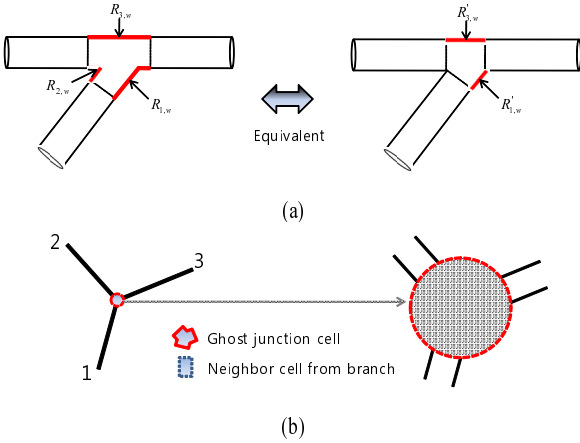 R3,w
R'3,w
R2,w
R1,w
R'1,w
Equivalent
(a)
2
3
1
Ghost junction cell
Neighbor cell from branch
(b)